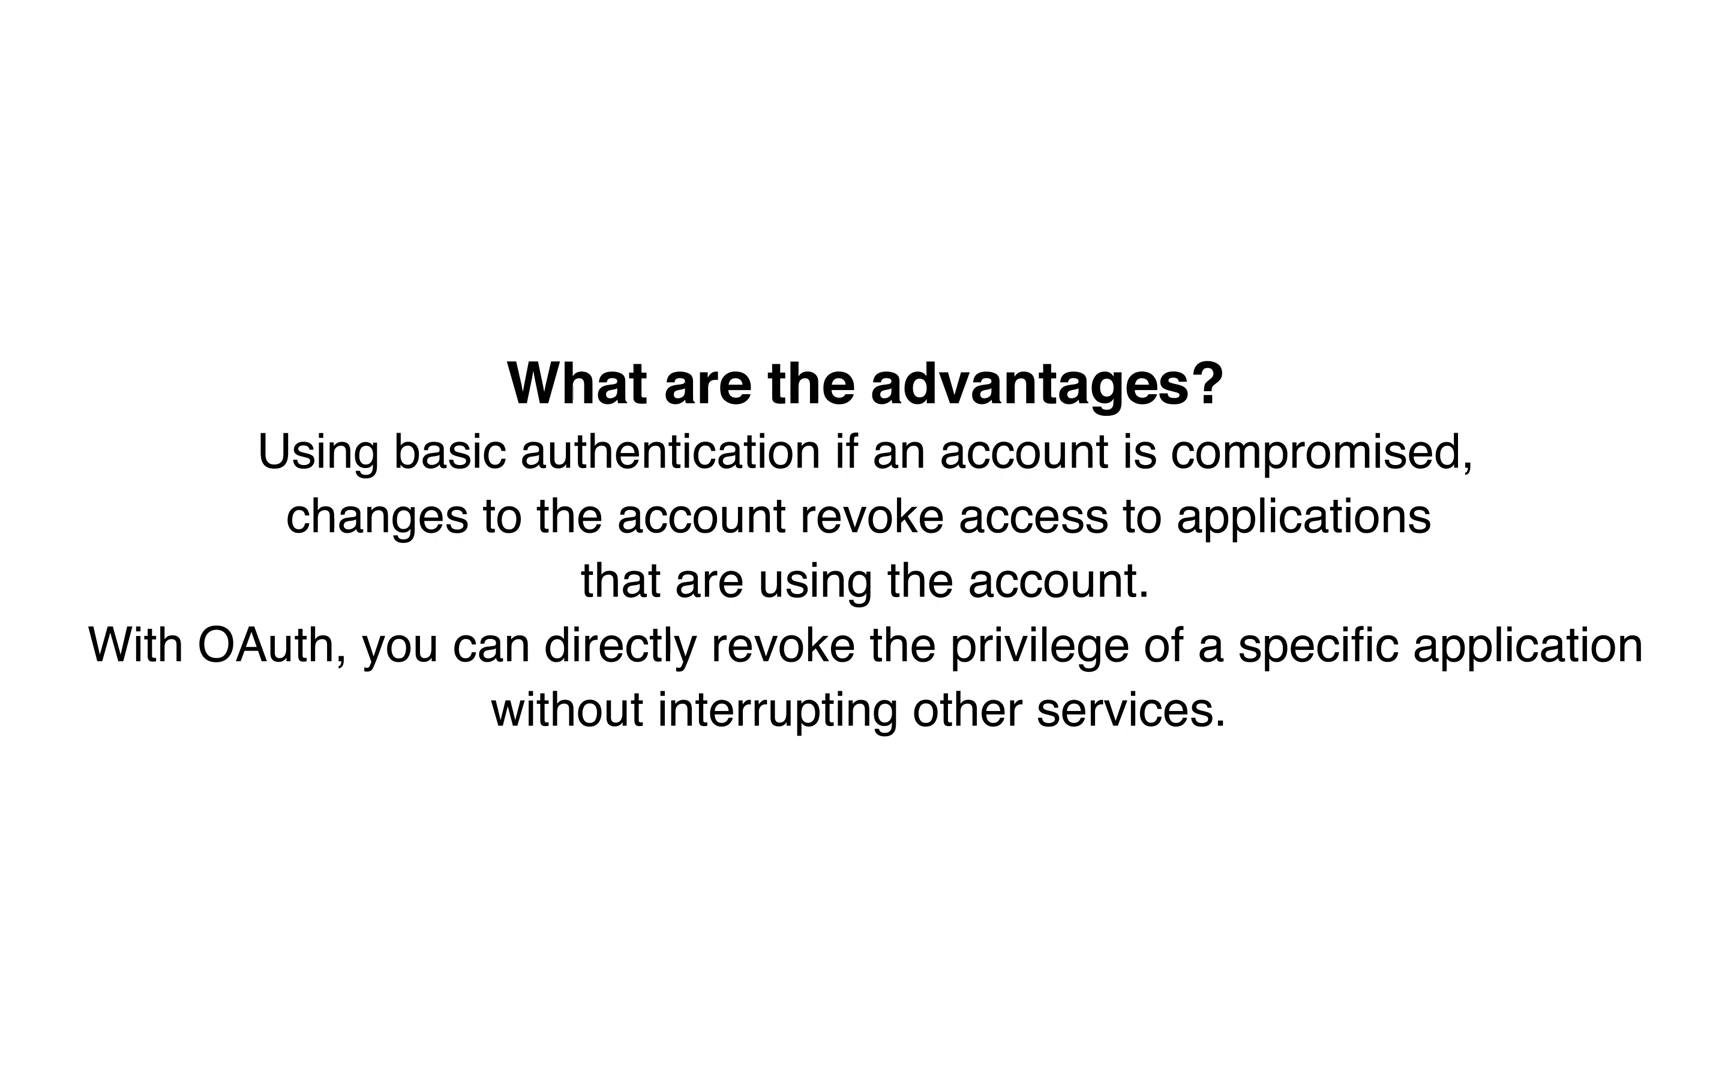 What are the advantages?
Using basic authentication if an account is compromised,
changes to the account revoke access to applications
that are using the account.
With OAuth, you can directly revoke the privilege of a specific application
without interrupting other services.